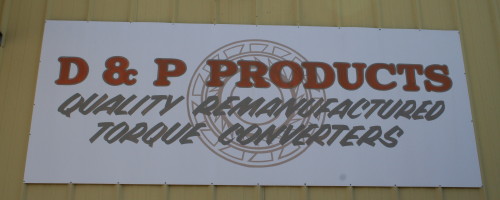 D & P PRODUCTS
QUALITY REMANUFACTURED
TORQUE CONVERTERS